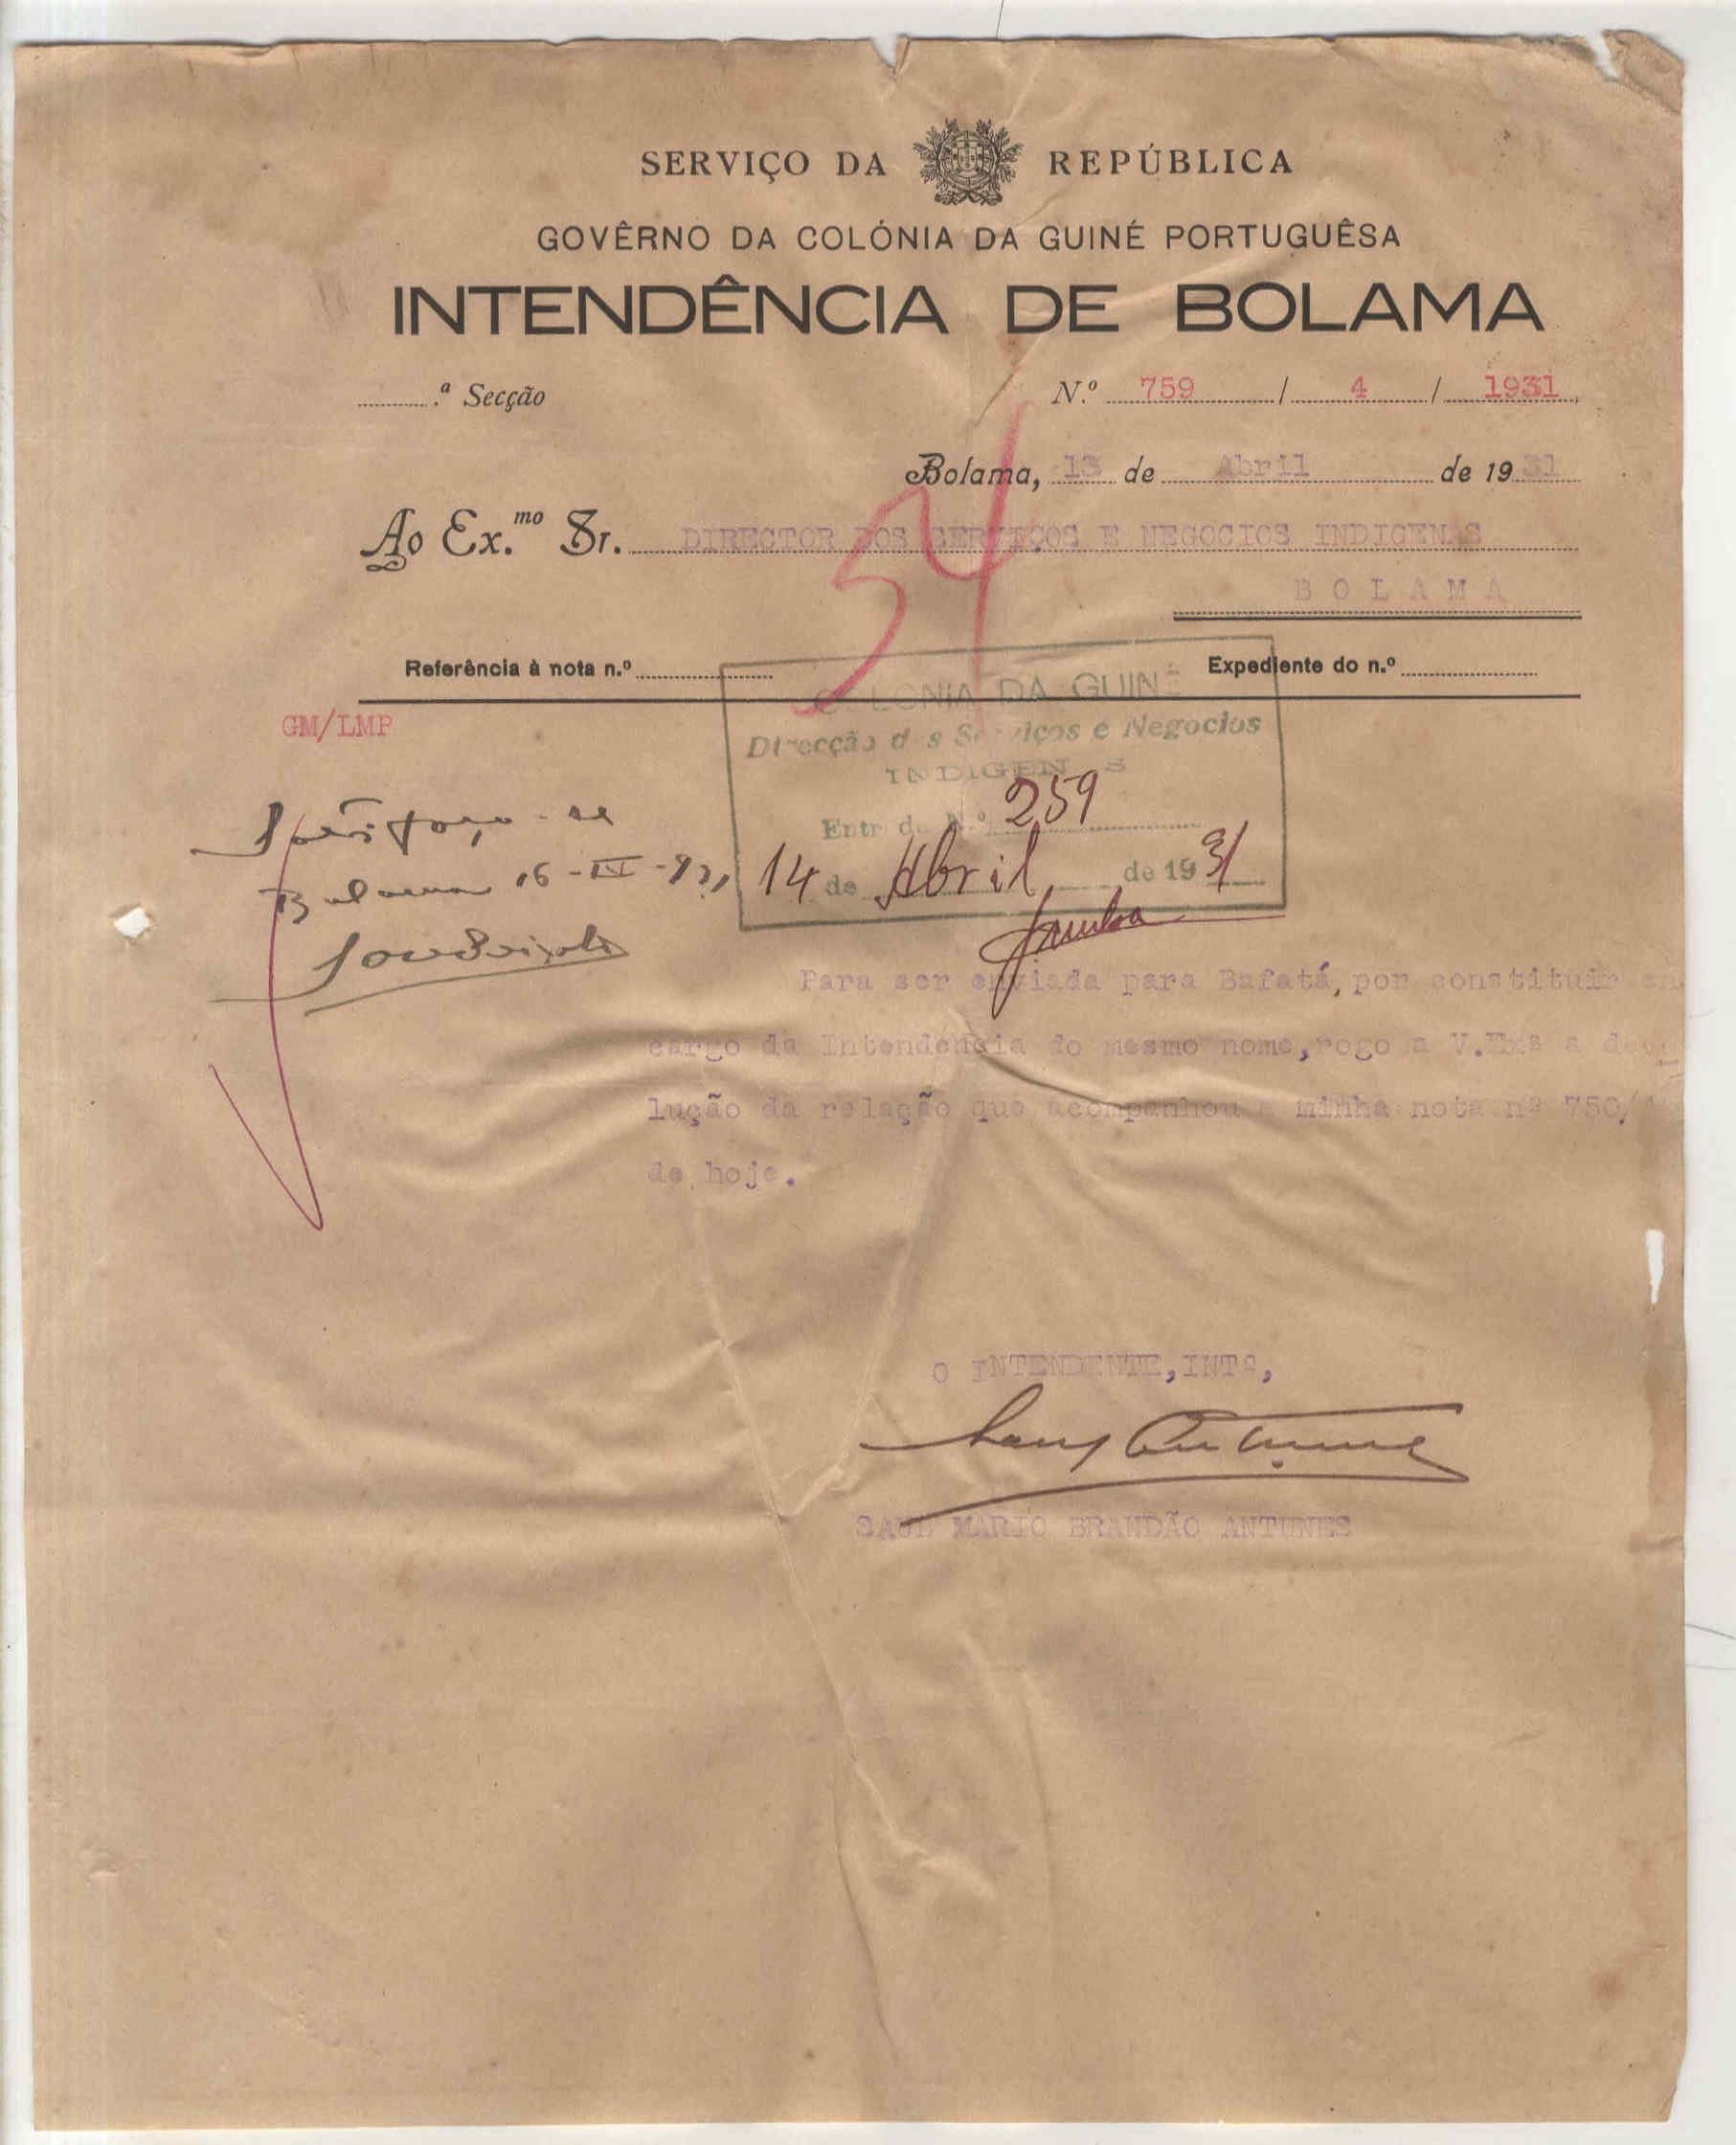 SERVIÇO DA REPÚBLICA
GOVÊRNO DA COLÓNIA DA GUINÉ PORTUGUÊSA
INTENDÊNCIA DE BOLAMA
.ª Secção
N.º 759 / 4 / 1931
Bolama, 13 de Abril de 1931
Ao Ex.mo Sr. DIRECTOR DOS SERVIÇOS E NEGOCIOS INDIGENAS
BOLAMA
54
Referência à nota n.º
Expediente do n.º
GM/LMP
COLONIA DA GUINÉ
Direcção dos Serviços e Negocios
INDIGENAS
Entrada N.º 259
14 de Abril de 1931
Satisfaça-se
Bolama 16-IV-931
Para ser enviada para Bafatá, por constituir en
cargo da Intendencia do mesmo nome, rogo a V.Exª a devo
lução da relação que acompanhou a minha nota nº 750/4
de hoje.
O INTENDENTE, INTº,
SAUL MARIO BRANDÃO ANTUNES